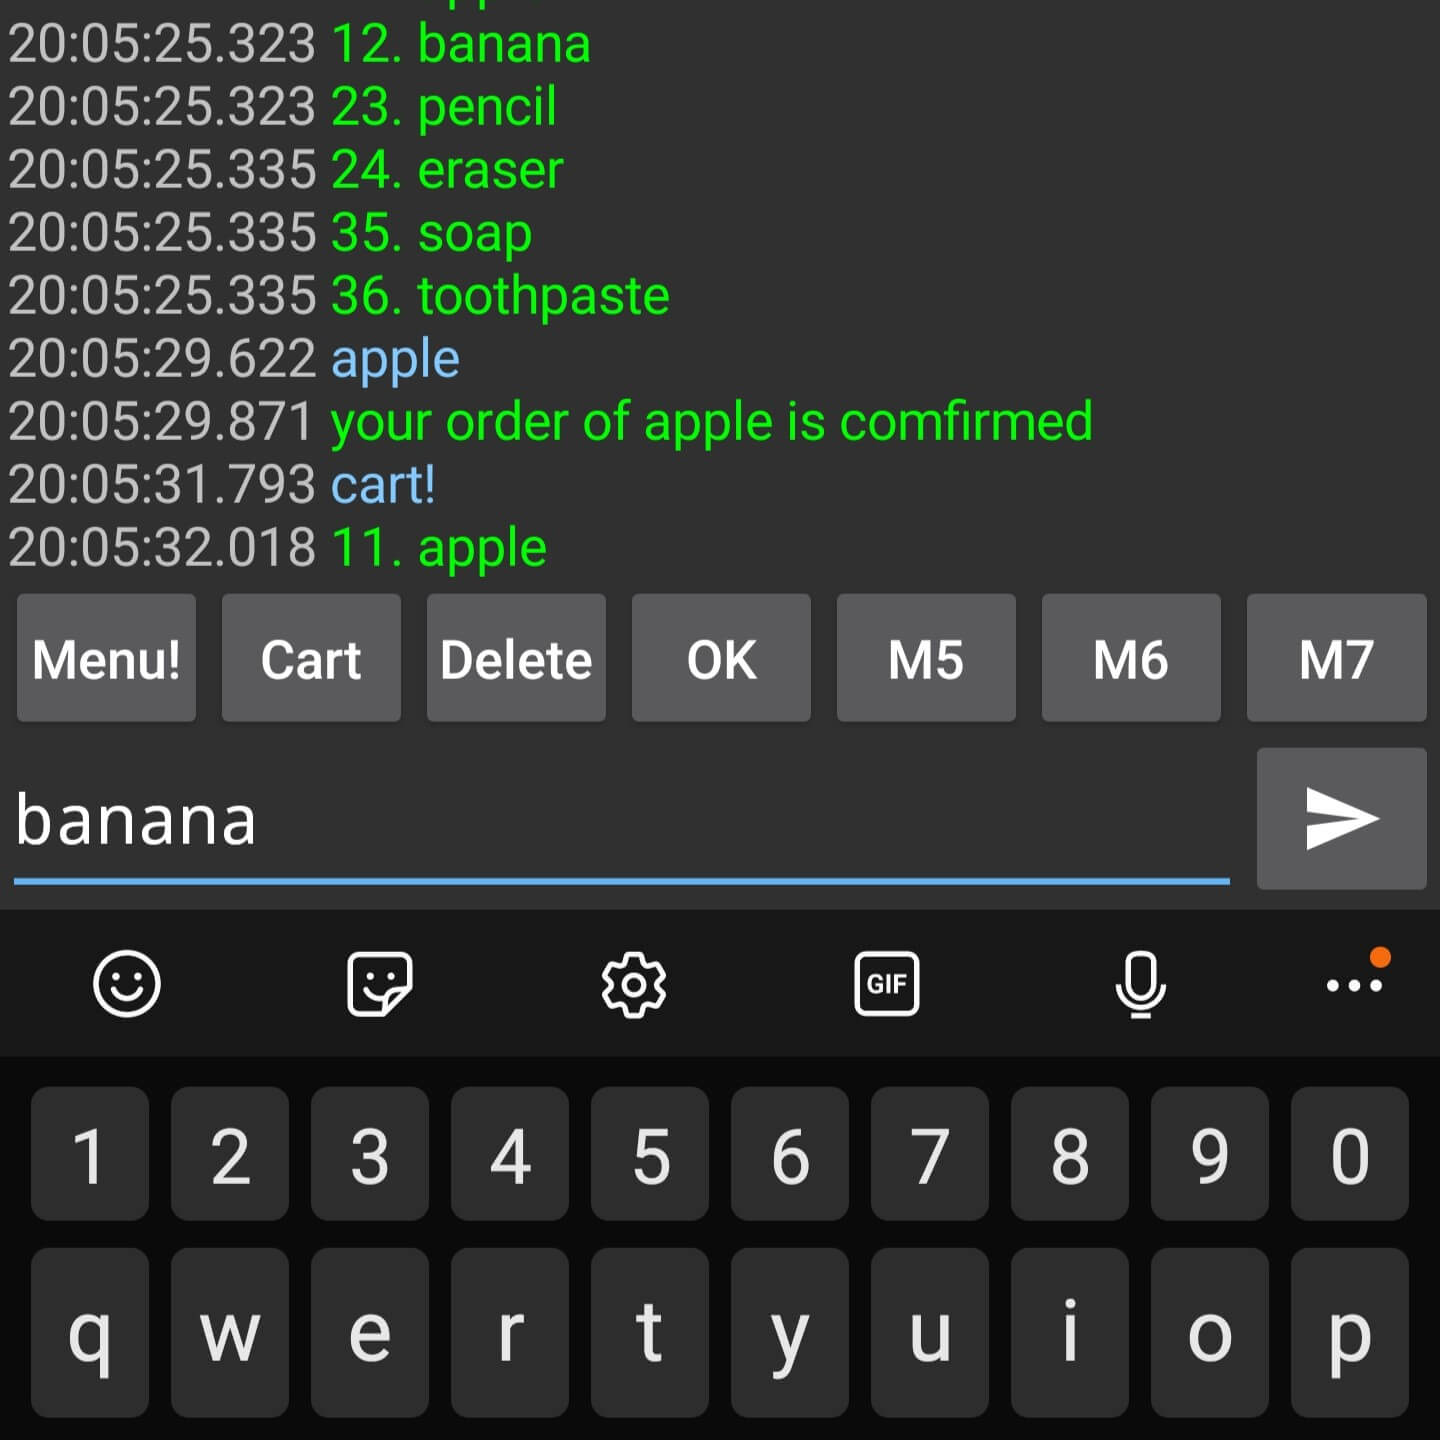 20:05:25.323 12. banana
20:05:25.323 23. pencil
20:05:25.335 24. eraser
20:05:25.335 35. soap
20:05:25.335 36. toothpaste
20:05:29.622 apple
20:05:29.871 your order of apple is comfirmed
20:05:31.793 cart!
20:05:32.018 11. apple
Menu! Cart Delete OK M5 M6 M7
banana
GIF
1 2 3 4 5 6 7 8 9 0
q w e r t y u i o p